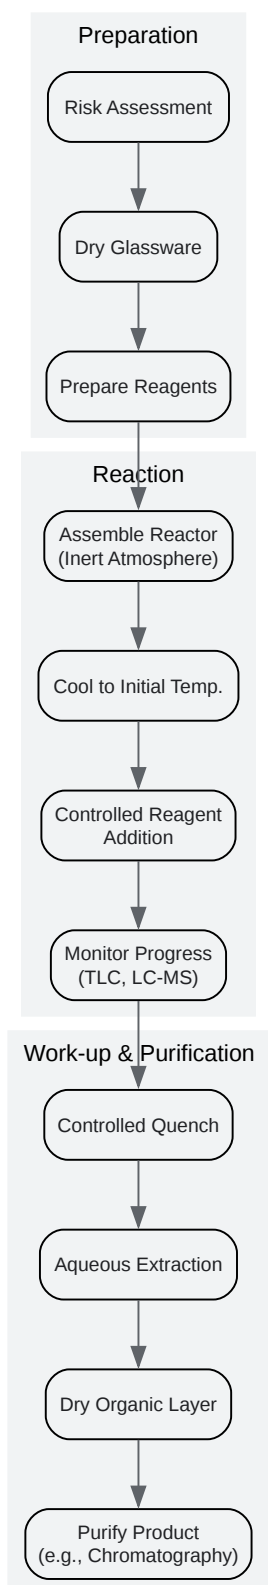 Preparation
Risk Assessment
Dry Glassware
Prepare Reagents
Reaction
Assemble Reactor
(Inert Atmosphere)
Cool to Initial Temp.
Controlled Reagent
Addition
Monitor Progress
(TLC, LC-MS)
Work-up & Purification
Controlled Quench
Aqueous Extraction
Dry Organic Layer
Purify Product
(e.g., Chromatography)